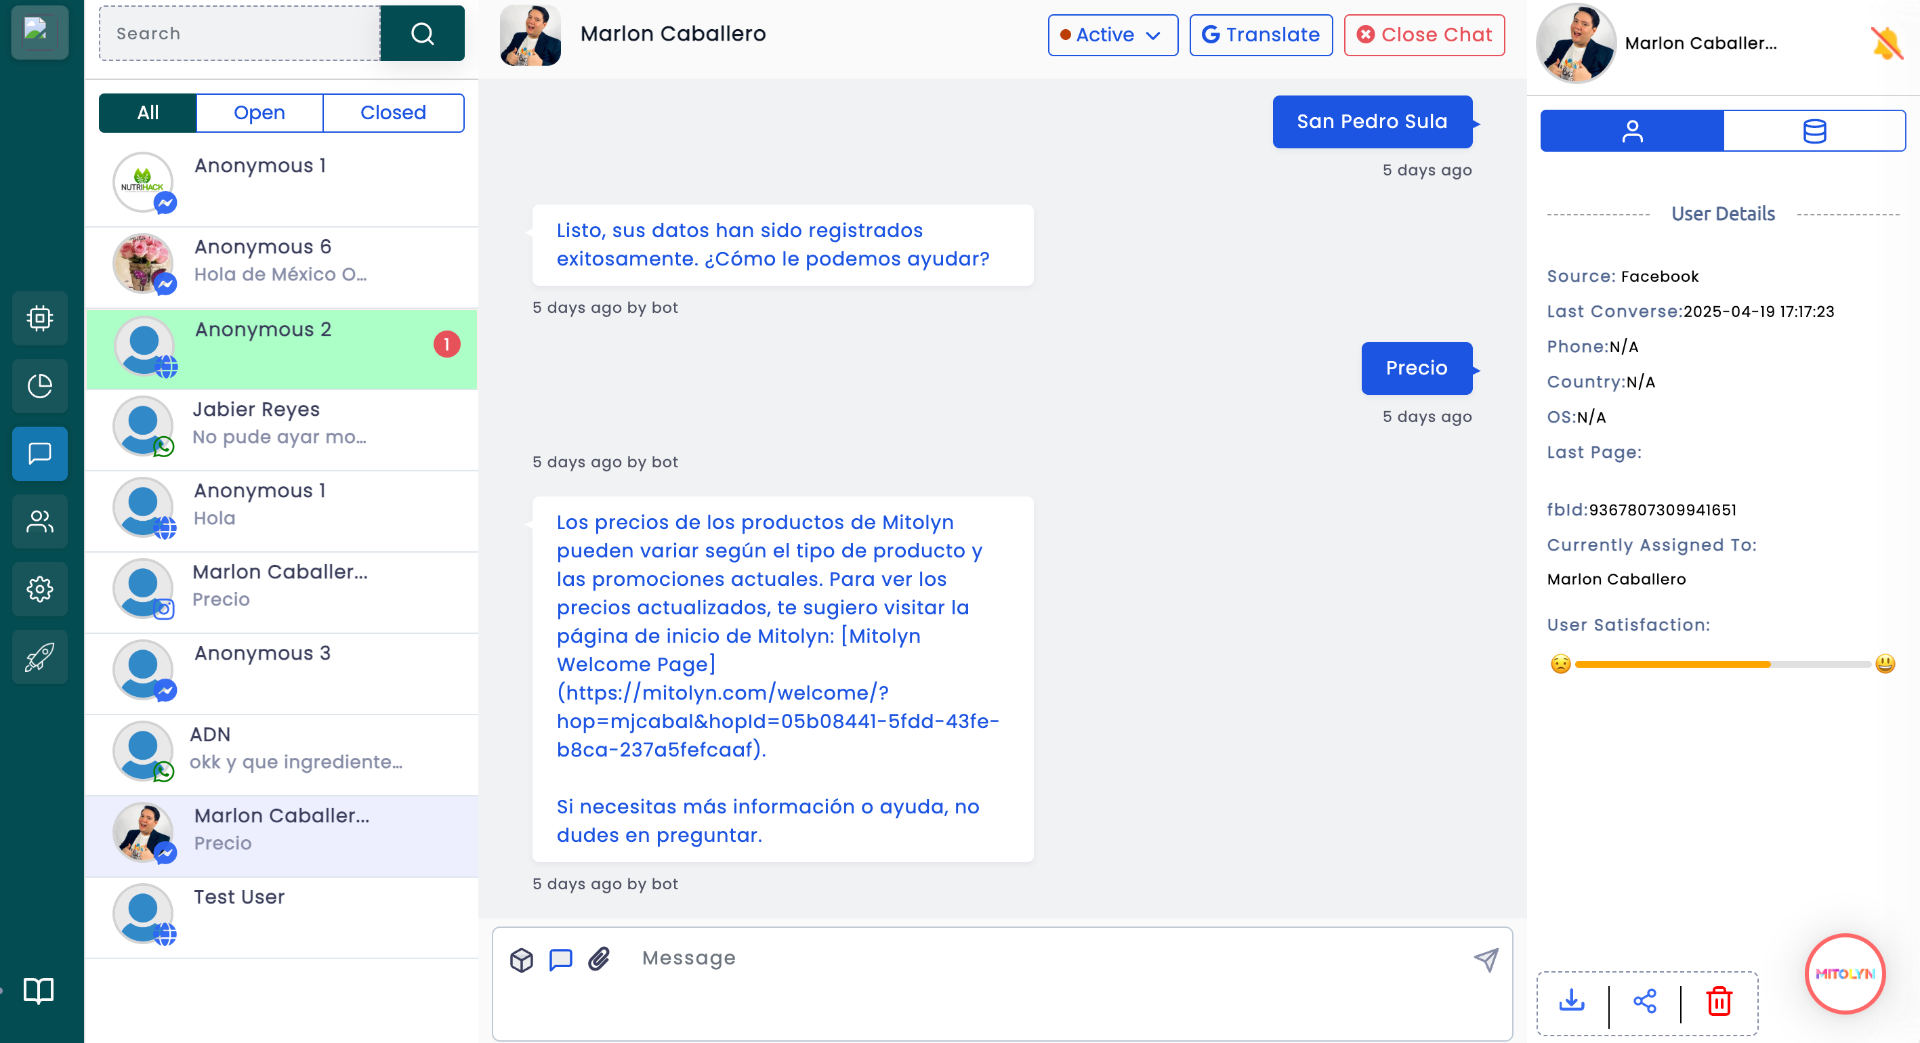 Search
All
Open
Closed
NUTRIHACK
Anonymous 1
Anonymous 6
Hola de México O...
Anonymous 2
1
Jabier Reyes
No pude ayar mo...
Anonymous 1
Hola
Marlon Caballer...
Precio
Anonymous 3
ADN
okk y que ingrediente...
Marlon Caballer...
Precio
Test User
Marlon Caballero
Active
Translate
Close Chat
San Pedro Sula
5 days ago
Listo, sus datos han sido registrados
exitosamente. ¿Cómo le podemos ayudar?
5 days ago by bot
Precio
5 days ago
5 days ago by bot
Los precios de los productos de Mitolyn
pueden variar según el tipo de producto y
las promociones actuales. Para ver los
precios actualizados, te sugiero visitar la
página de inicio de Mitolyn: [Mitolyn
Welcome Page]
(https://mitolyn.com/welcome/?
hop=mjcabal&hopId=05b08441-5fdd-43fe-
b8ca-237a5fefcaaf).
Si necesitas más información o ayuda, no
dudes en preguntar.
5 days ago by bot
Message
Marlon Caballer...
User Details
Source: Facebook
Last Converse:2025-04-19 17:17:23
Phone:N/A
Country:N/A
OS:N/A
Last Page:
fbId:9367807309941651
Currently Assigned To:
Marlon Caballero
User Satisfaction:
MITOLYN